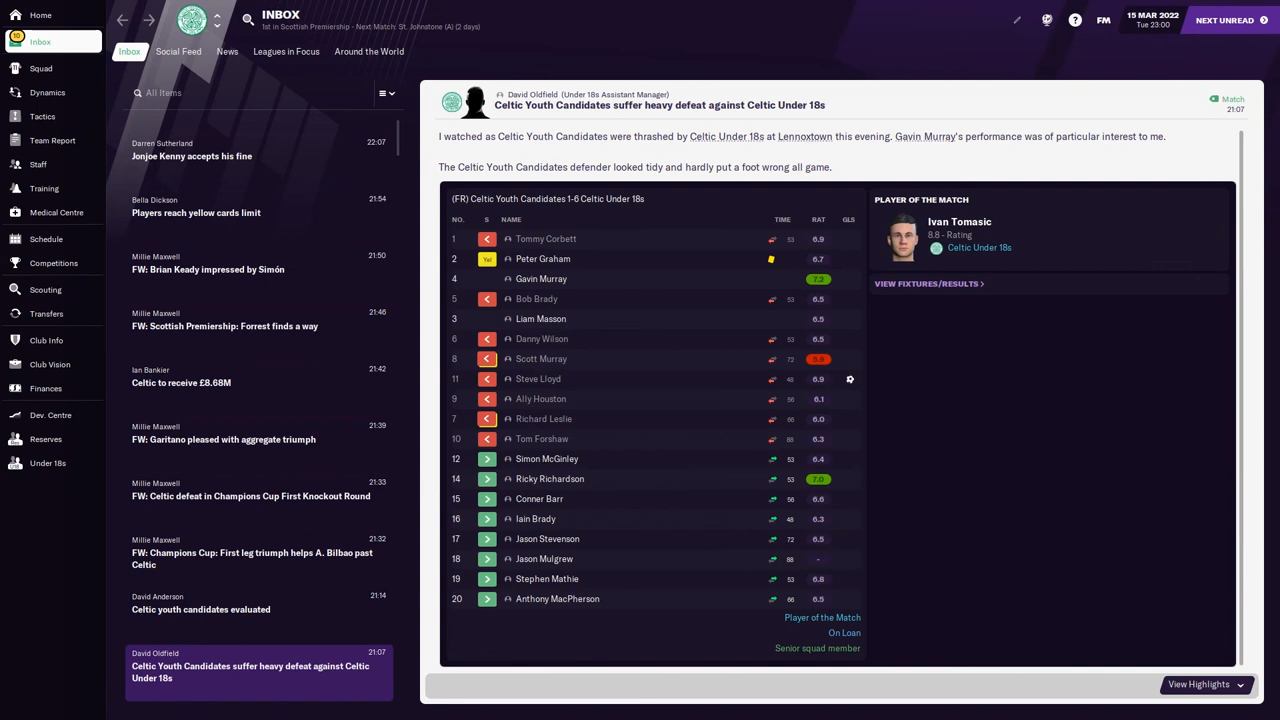 Home
10
Inbox
Squad
Dynamics
Tactics
Team Report
Staff
Training
Medical Centre
Schedule
Competitions
Scouting
Transfers
Club Info
Club Vision
Finances
Dev. Centre
Reserves
Under 18s
INBOX
1st in Scottish Premiership - Next Match: St. Johnstone (A) (2 days)
FM
15 MAR 2022
Tue 23:00
NEXT UNREAD
Inbox
Social Feed
News
Leagues in Focus
Around the World
All Items
Darren Sutherland 22:07
Jonjoe Kenny accepts his fine
Bella Dickson 21:54
Players reach yellow cards limit
Millie Maxwell 21:50
FW: Brian Keady impressed by Simón
Millie Maxwell 21:46
FW: Scottish Premiership: Forrest finds a way
Ian Bankier 21:42
Celtic to receive £8.68M
Millie Maxwell 21:39
FW: Garitano pleased with aggregate triumph
Millie Maxwell 21:33
FW: Celtic defeat in Champions Cup First Knockout Round
Millie Maxwell 21:32
FW: Champions Cup: First leg triumph helps A. Bilbao past
Celtic
David Anderson 21:14
Celtic youth candidates evaluated
David Oldfield 21:07
Celtic Youth Candidates suffer heavy defeat against Celtic
Under 18s
David Oldfield (Under 18s Assistant Manager)
Celtic Youth Candidates suffer heavy defeat against Celtic Under 18s
Match
21:07
I watched as Celtic Youth Candidates were thrashed by Celtic Under 18s at Lennoxtown this evening. Gavin Murray's performance was of particular interest to me.
The Celtic Youth Candidates defender looked tidy and hardly put a foot wrong all game.
(FR) Celtic Youth Candidates 1-6 Celtic Under 18s
NO. S NAME TIME RAT GLS
1 Tommy Corbett 53 6.9
2 Yel Peter Graham 6.7
4 Gavin Murray 7.2
5 Bob Brady 53 6.5
3 Liam Masson 6.5
6 Danny Wilson 53 6.5
8 Scott Murray 72 5.9
11 Steve Lloyd 48 6.9
9 Ally Houston 56 6.1
7 Richard Leslie 66 6.0
10 Tom Forshaw 88 6.3
12 Simon McGinley 53 6.4
14 Ricky Richardson 53 7.0
15 Conner Barr 56 6.6
16 Iain Brady 48 6.3
17 Jason Stevenson 72 6.5
18 Jason Mulgrew 88 -
19 Stephen Mathie 53 6.8
20 Anthony MacPherson 66 6.5
Player of the Match
On Loan
Senior squad member
PLAYER OF THE MATCH
Ivan Tomasic
8.8 - Rating
Celtic Under 18s
VIEW FIXTURES/RESULTS >
View Highlights